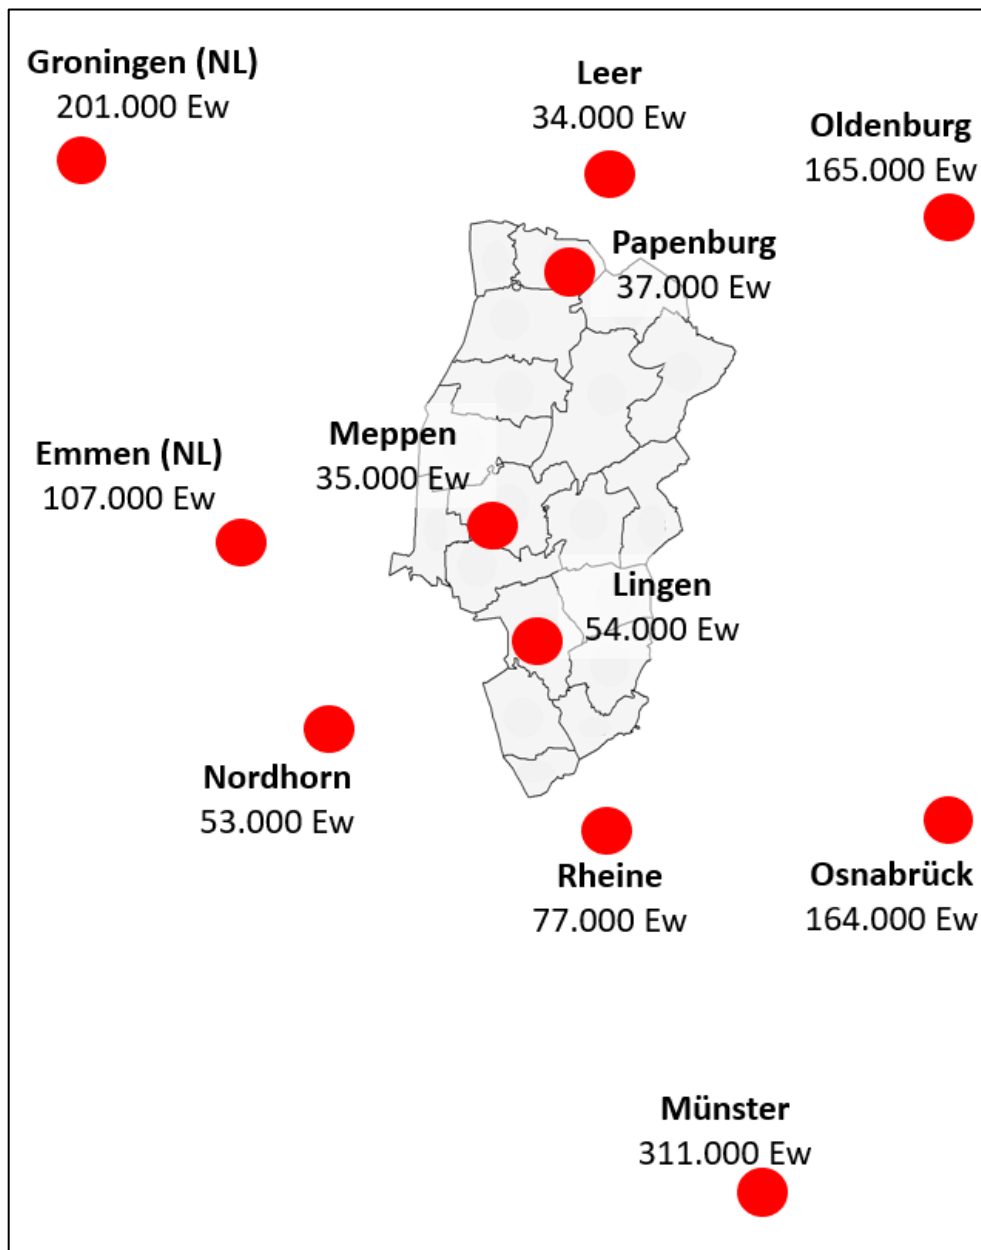 Groningen (NL)
201.000 Ew
Leer
34.000 Ew
Oldenburg
165.000 Ew
Papenburg
37.000 Ew
Meppen
35.000 Ew
Emmen (NL)
107.000 Ew
Lingen
54.000 Ew
Nordhorn
53.000 Ew
Rheine
77.000 Ew
Osnabrück
164.000 Ew
Münster
311.000 Ew